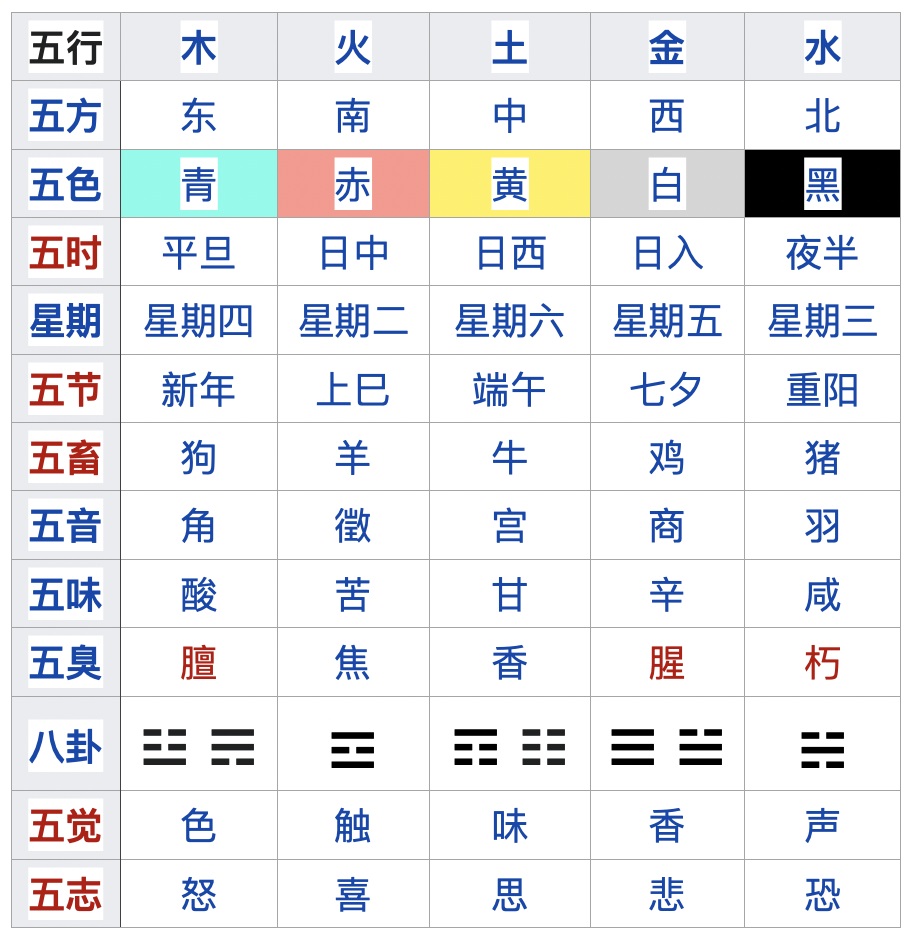 五行 木 火 土 金 水
五方 东 南 中 西 北
五色 青 赤 黄 白 黑
五时 平旦 日中 日西 日入 夜半
星期 星期四 星期二 星期六 星期五 星期三
五节 新年 上巳 端午 七夕 重阳
五畜 狗 羊 牛 鸡 猪
五音 角 徵 宫 商 羽
五味 酸 苦 甘 辛 咸
五臭 膻 焦 香 腥 朽
八卦 ☳ ☴ ☲ ☶ ☷ ☰ ☱ ☵
五觉 色 触 味 香 声
五志 怒 喜 思 悲 恐